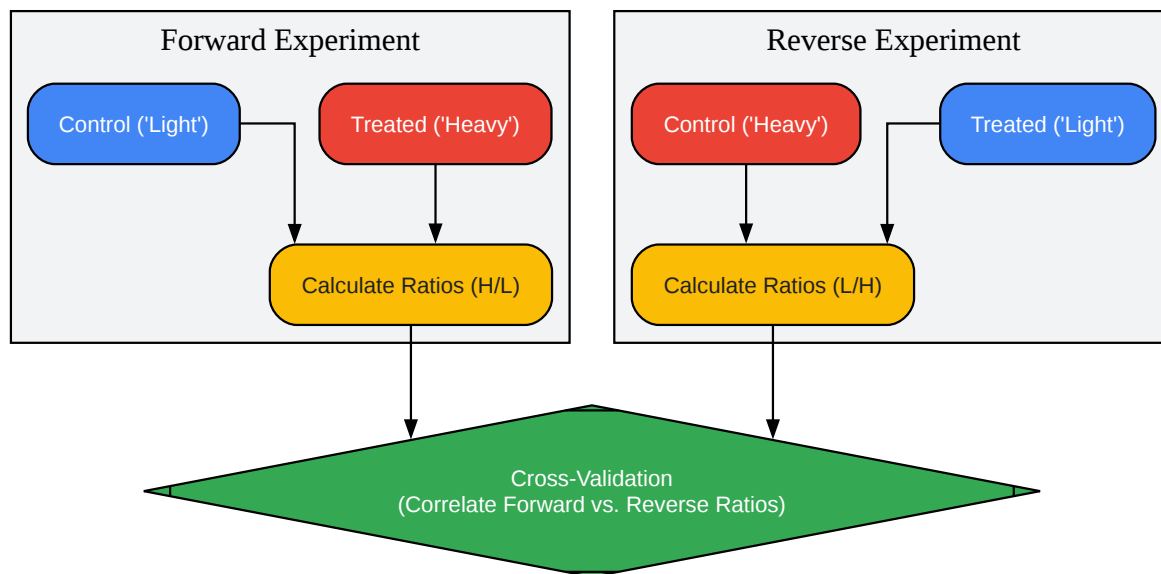 Forward Experiment
Control ('Light')
Treated ('Heavy')
Calculate Ratios (H/L)
Reverse Experiment
Control ('Heavy')
Treated ('Light')
Calculate Ratios (L/H)
Cross-Validation
(Correlate Forward vs. Reverse Ratios)